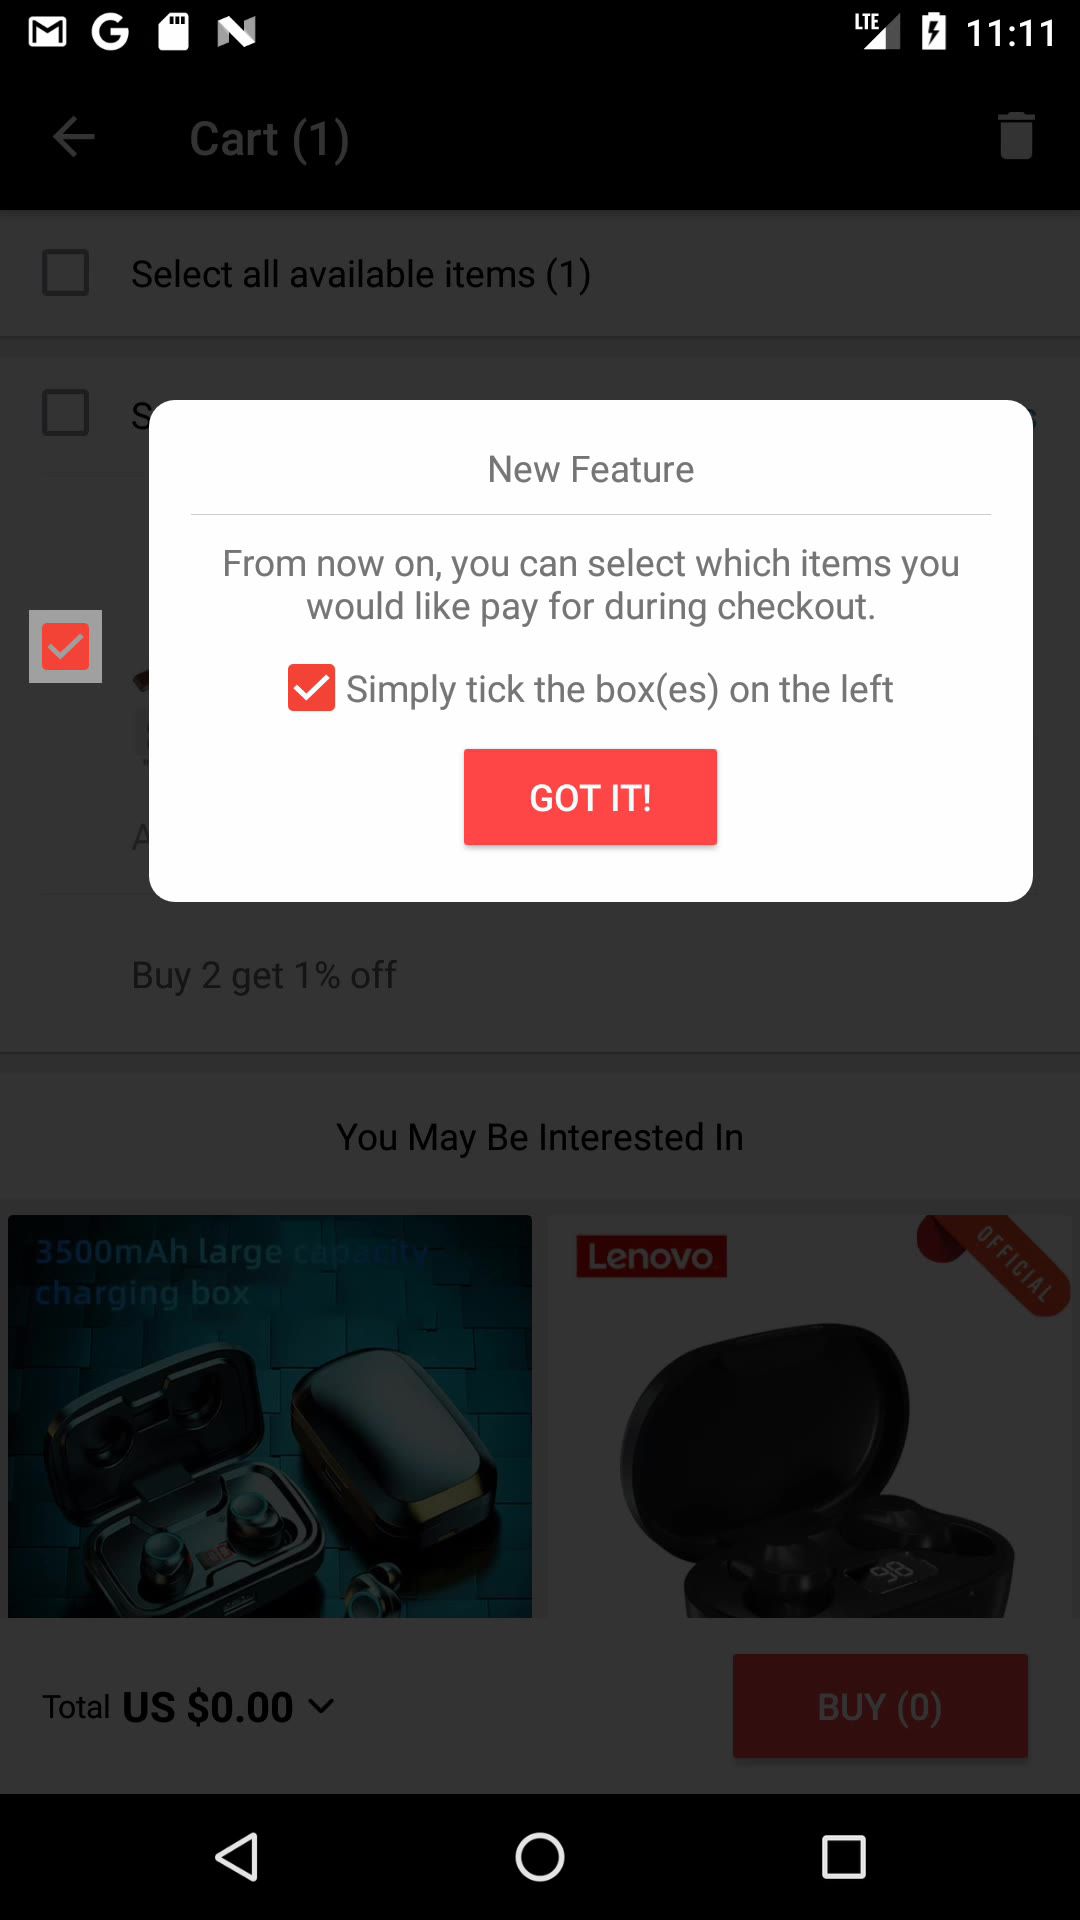 11:11
LTE
Cart (1)
Select all available items (1)
S
New Feature
From now on, you can select which items you
would like pay for during checkout.
Simply tick the box(es) on the left
GOT IT!
A
Buy 2 get 1% off
You May Be Interested In
3500mAh large capacity
charging box
Lenovo
OFFICIAL
98
Total US $0.00
BUY (0)